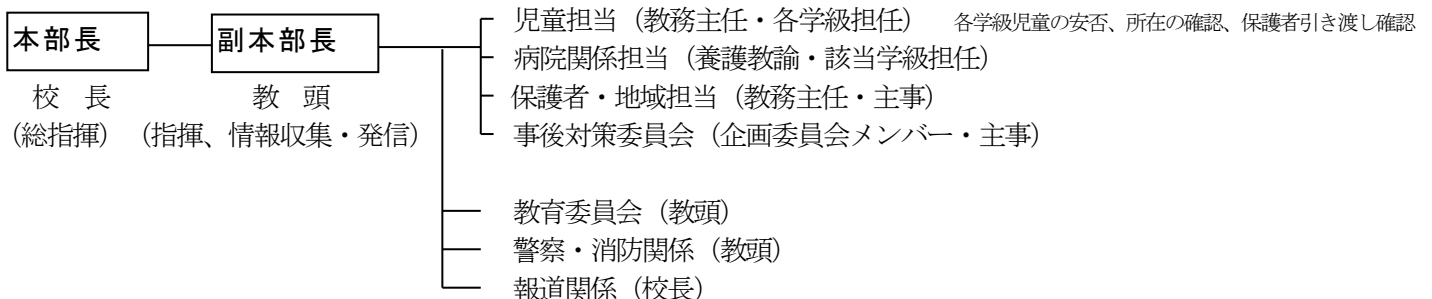 本部長 副本部長 児童担当（教務主任・各学級担任） 各学級児童の安否、所在の確認、保護者引き渡し確認
病院関係担当（養護教諭・該当学級担任）
校 長 教 頭 保護者・地域担当（教務主任・主事）
（総指揮） （指揮、情報収集・発信） 事後対策委員会（企画委員会メンバー・主事）
教育委員会（教頭）
警察・消防関係（教頭）
報道関係（校長）